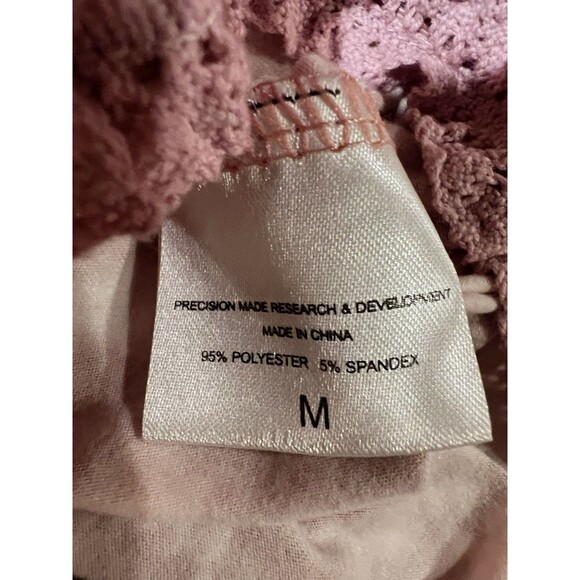 PRECISION MADE RESEARCH & DEVELOPMENT
MADE IN CHINA
95% POLYESTER 5% SPANDEX
M